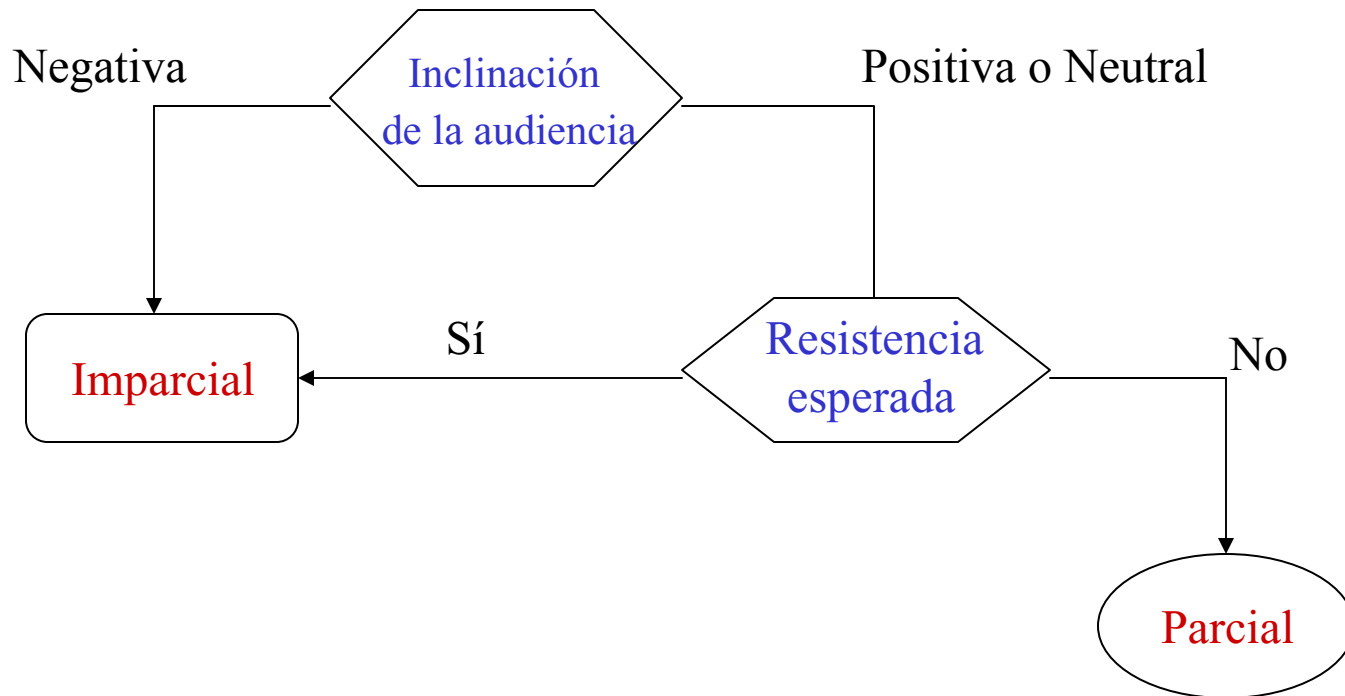 Negativa
Inclinación
de la audiencia
Positiva o Neutral
Imparcial
Sí
Resistencia
esperada
No
Parcial